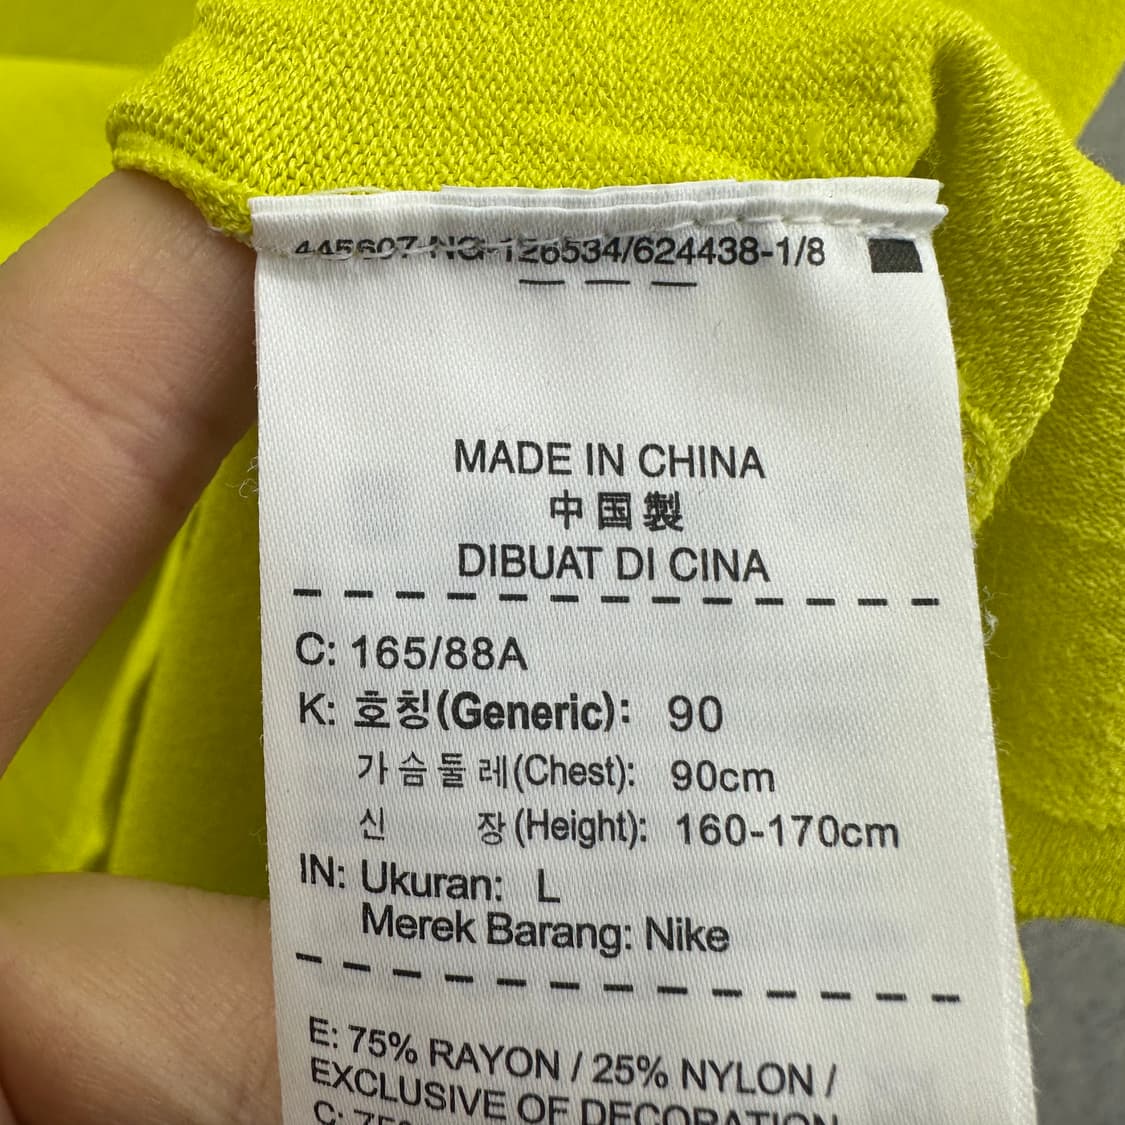 445607-NG-126534/624438-1/8
MADE IN CHINA
中国製
DIBUAT DI CINA
C: 165/88A
K: 호칭(Generic): 90
가슴둘레(Chest): 90cm
신 장(Height): 160-170cm
IN: Ukuran: L
Merek Barang: Nike
E: 75% RAYON / 25% NYLON /
EXCLUSIVE OF DECORATION